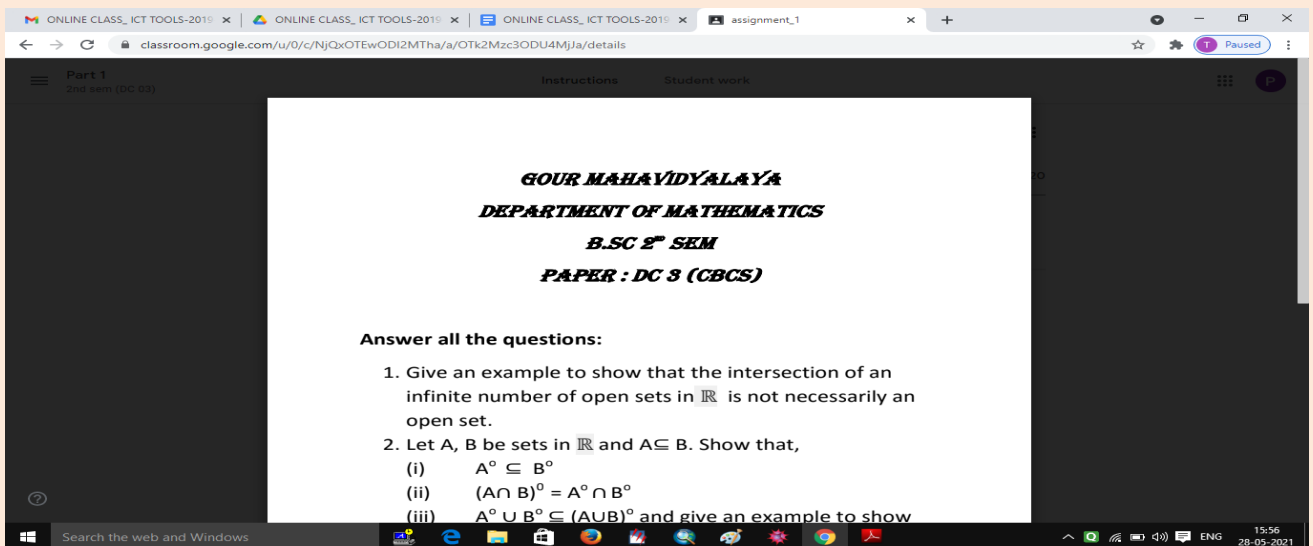 ONLINE CLASS_ ICT TOOLS-2019
ONLINE CLASS_ ICT TOOLS-2019
ONLINE CLASS_ ICT TOOLS-2019
assignment_1
classroom.google.com/u/0/c/NjQxOTEwODI2MTha/a/OTk2Mzc3ODU4MjJa/details
T Paused
Part 1
2nd sem (DC 03)
Instructions Student work
P
GOUR MAHAVIDYALAYA
DEPARTMENT OF MATHEMATICS
B.SC 2ND SEM
PAPER : DC 3 (CBCS)
Answer all the questions:
1. Give an example to show that the intersection of an
infinite number of open sets in ℝ is not necessarily an
open set.
2. Let A, B be sets in ℝ and A⊆ B. Show that,
(i) A° ⊆ B°
(ii) (A∩ B)⁰ = A° ∩ B°
(iii) A° ∪ B° ⊆ (A∪B)° and give an example to show
Search the web and Windows
ENG
15:56
28-05-2021